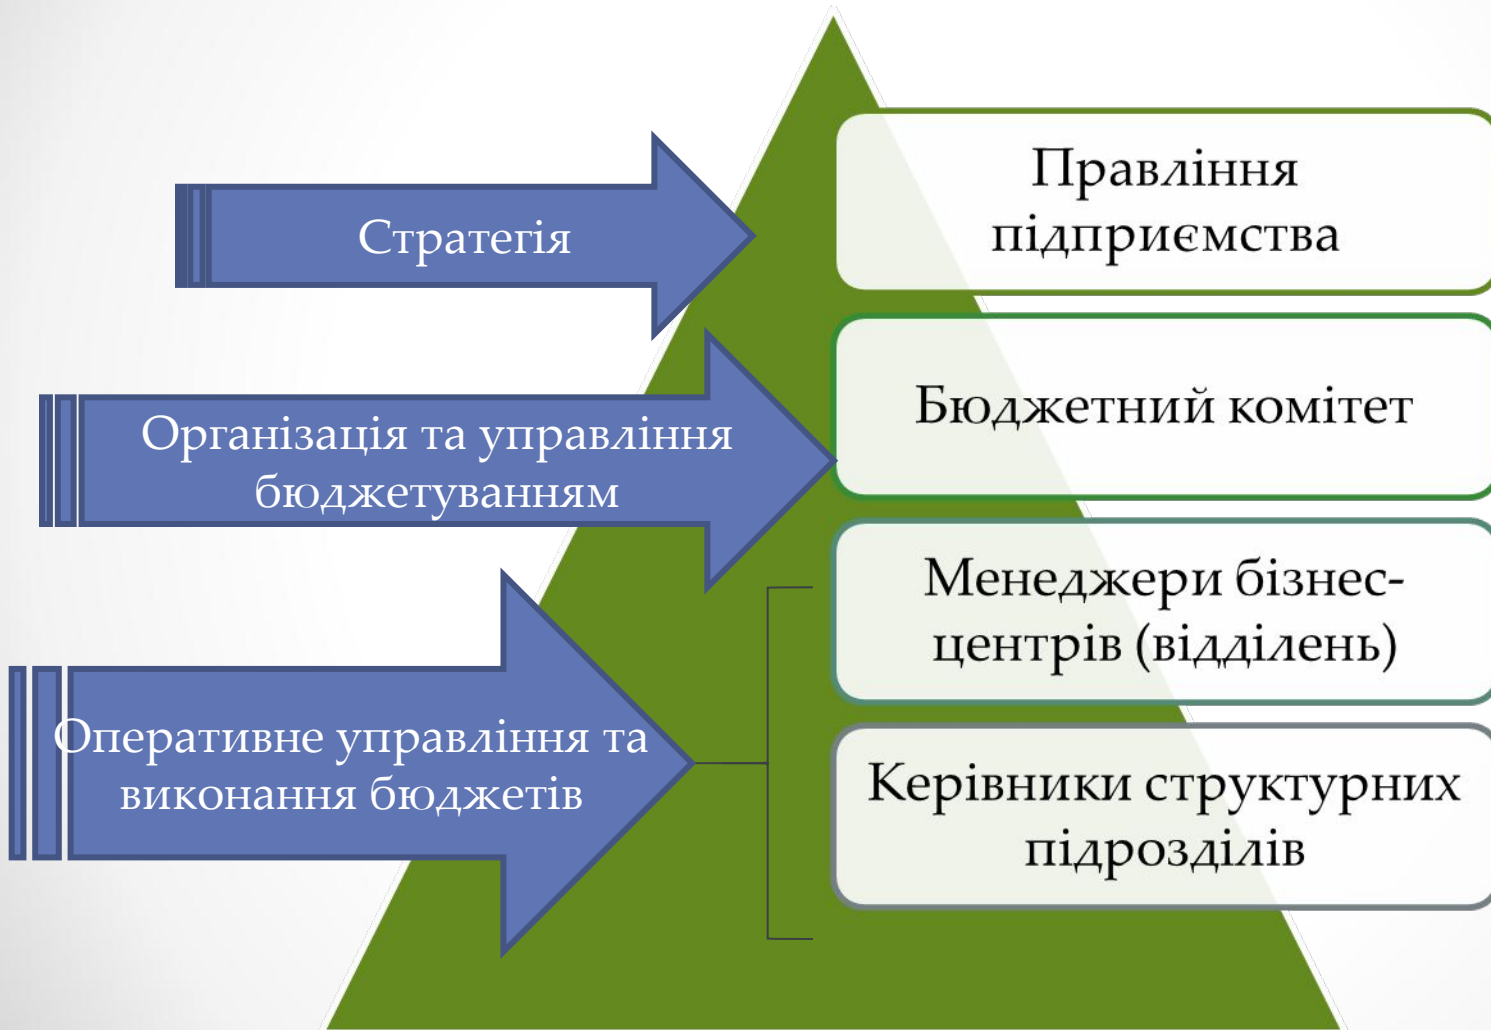 Стратегія
Правління
підприємства
Організація та управління
бюджетуванням
Бюджетний комітет
Оперативне управління та
виконання бюджетів
Менеджери бізнес-
центрів (відділень)
Керівники структурних
підрозділів